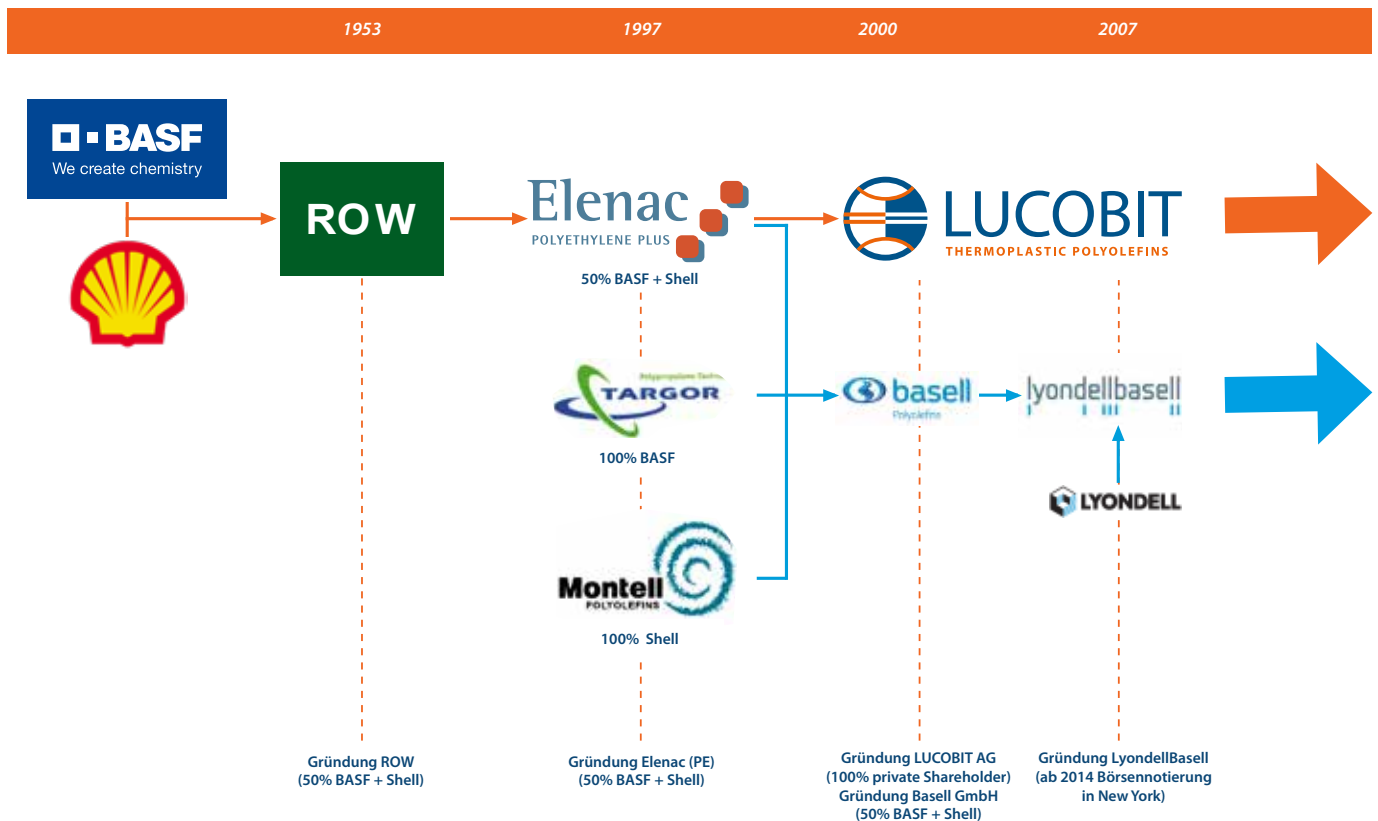 1953
1997
2000
2007
BASF
We create chemistry
ROW
Elenac
POLYETHYLENE PLUS
50% BASF + Shell
LUCOBIT
THERMOPLASTIC POLYOLEFINS
TARGOR
100% BASF
basell
Polyolefins
lyondellbasell
LYONDELL
Montell
POLYOLEFINS
100% Shell
Gründung ROW
(50% BASF + Shell)
Gründung Elenac (PE)
(50% BASF + Shell)
Gründung LUCOBIT AG
(100% private Shareholder)
Gründung Basell GmbH
(50% BASF + Shell)
Gründung LyondellBasell
(ab 2014 Börsennotierung
in New York)